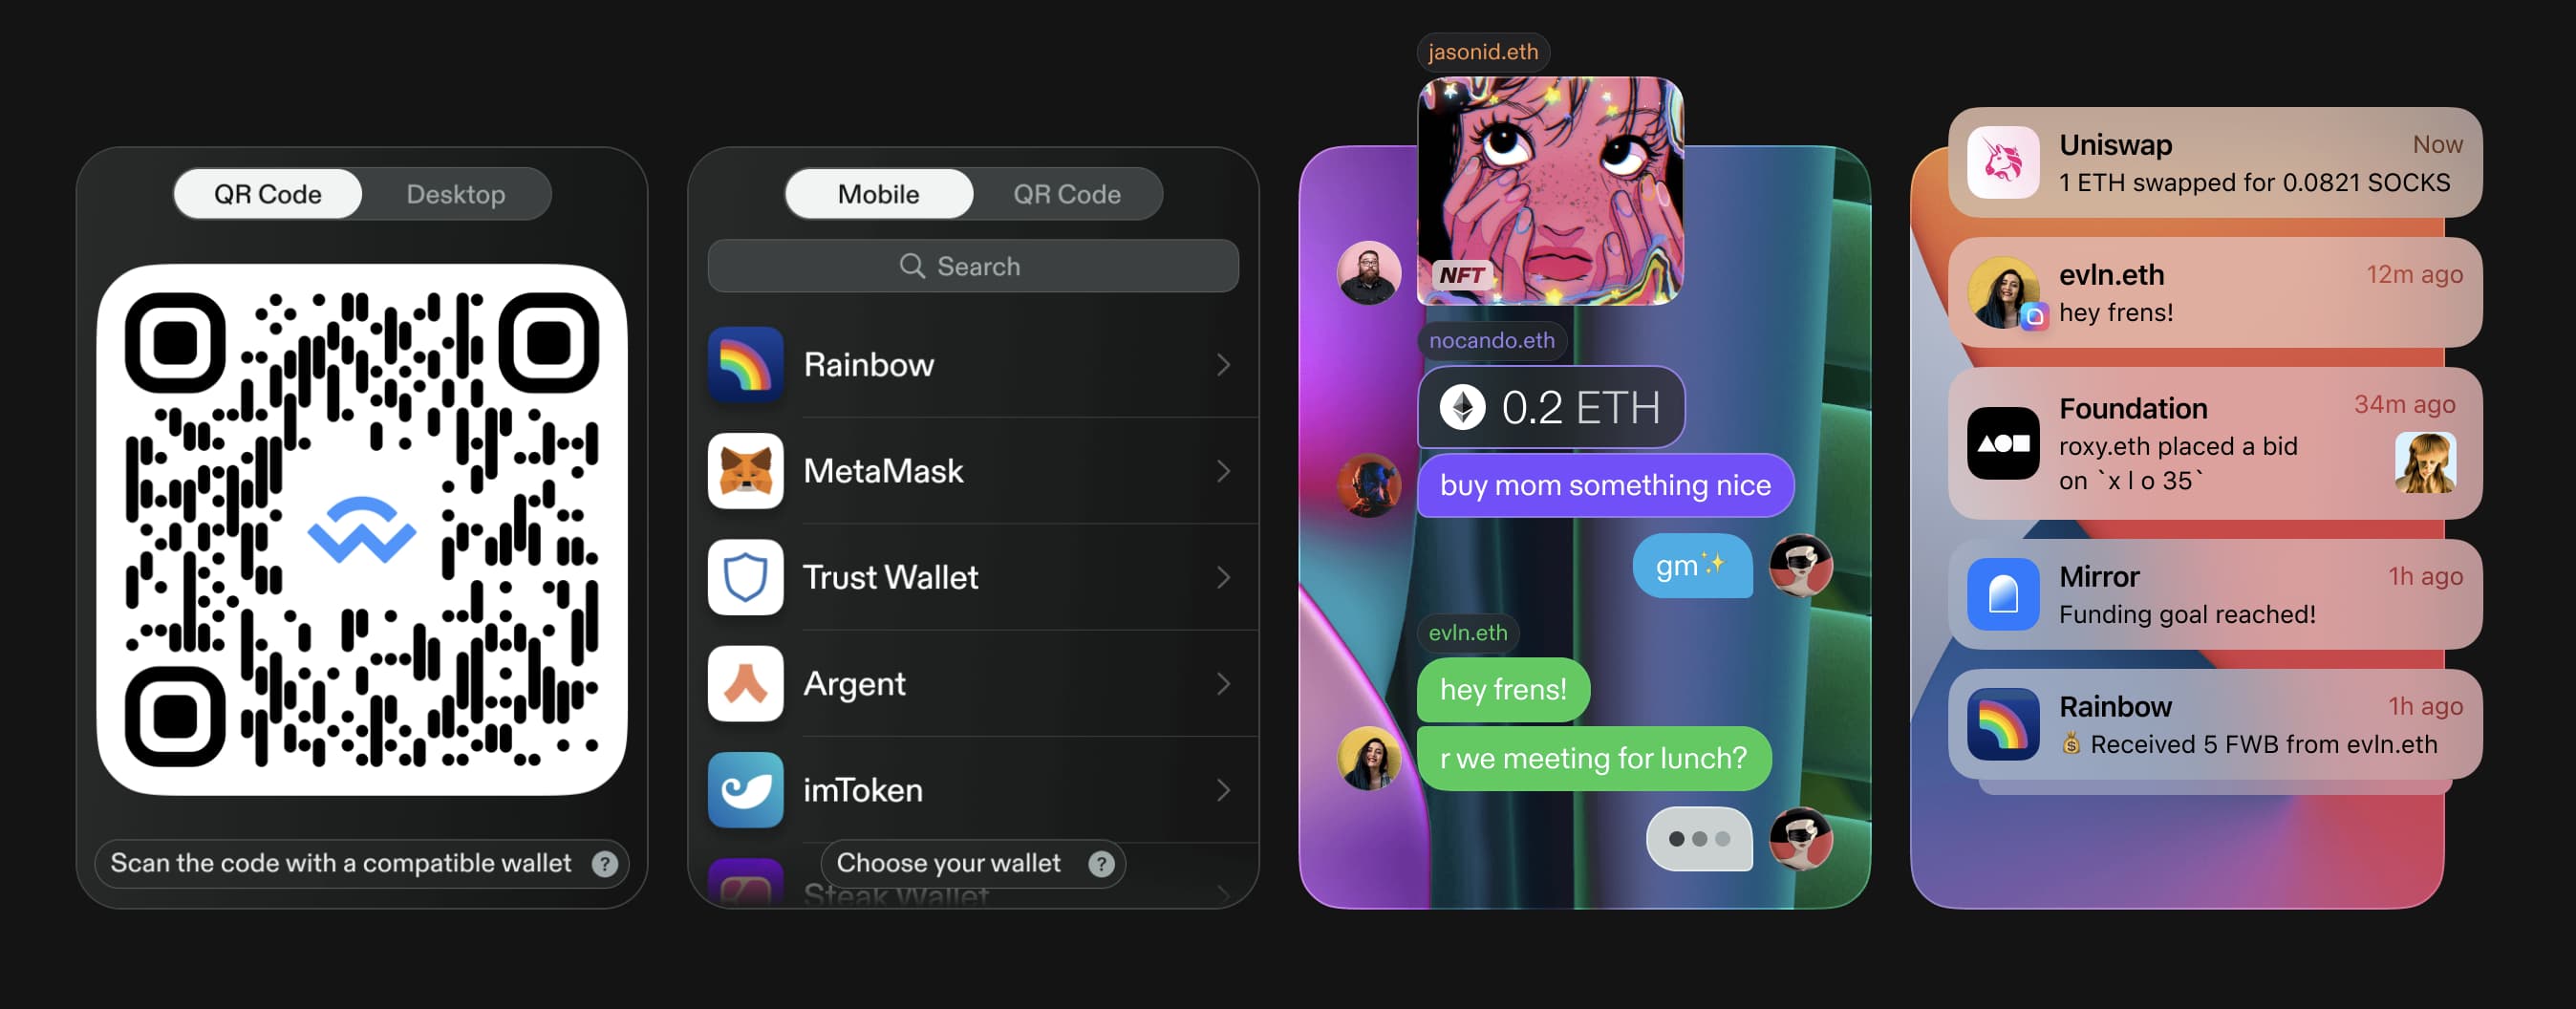 QR Code
Desktop
Scan the code with a compatible wallet
?
Mobile
QR Code
Search
Rainbow
MetaMask
Trust Wallet
Argent
imToken
Steak Wallet
Choose your wallet
?
jasonid.eth
NFT
nocando.eth
0.2 ETH
buy mom something nice
gm✨
evln.eth
hey frens!
r we meeting for lunch?
Uniswap
Now
1 ETH swapped for 0.0821 SOCKS
evln.eth
12m ago
hey frens!
Foundation
34m ago
roxy.eth placed a bid
on `x l o 35`
Mirror
1h ago
Funding goal reached!
Rainbow
1h ago
💰 Received 5 FWB from evln.eth